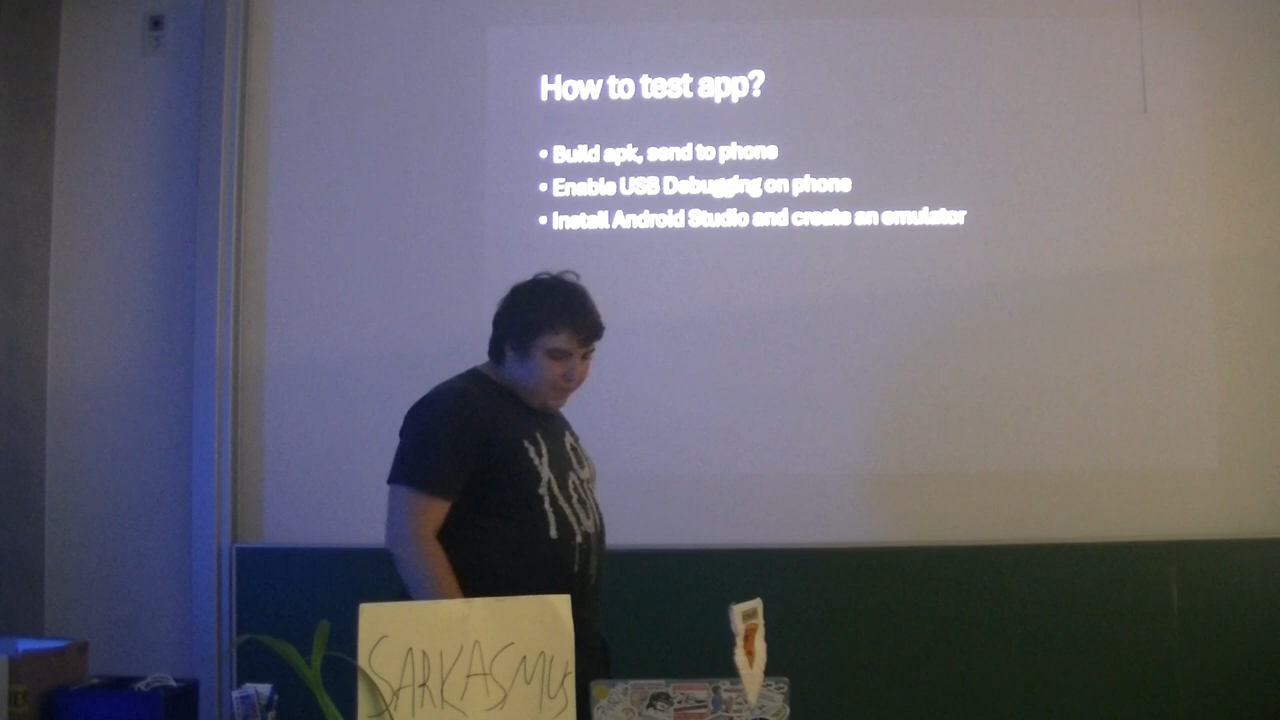 How to test app?
• Build apk, send to phone
• Enable USB Debugging on phone
• Install Android Studio and create an emulator
SARKASMUS